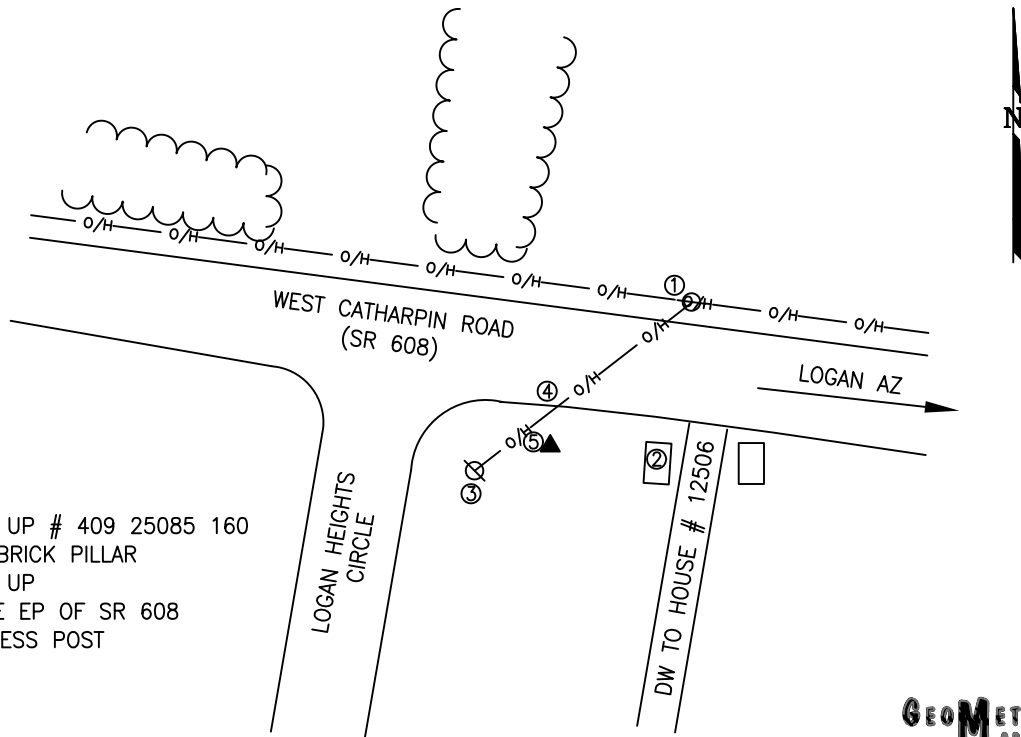 N
O/H O/H O/H O/H O/H O/H O/H O/H O/H O/H
1
WEST CATHARPIN ROAD
(SR 608)
O/H
O/H
LOGAN AZ
4
O/H
5
2
3
LOGAN HEIGHTS
CIRCLE
DW TO HOUSE # 12506
UP # 409 25085 160
BRICK PILLAR
UP
EP OF SR 608
POST